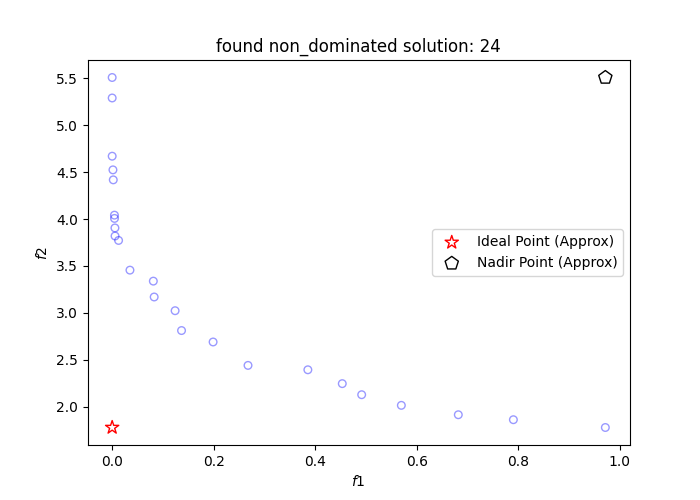 found non_dominated solution: 24
f2
5.5
5.0
4.5
4.0
3.5
3.0
2.5
2.0
Ideal Point (Approx)
Nadir Point (Approx)
0.0 0.2 0.4 0.6 0.8 1.0
f1